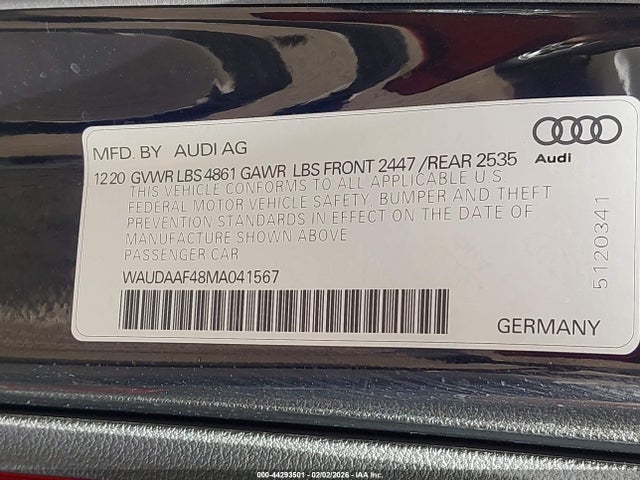 MFD. BY AUDI AG
Audi
12 20 GVWR LBS 4861 GAWR LBS FRONT 2447 /REAR 2535
THIS VEHICLE CONFORMS TO ALL APPLICABLE U.S.
FEDERAL MOTOR VEHICLE SAFETY, BUMPER AND THEFT
PREVENTION STANDARDS IN EFFECT ON THE DATE OF
MANUFACTURE SHOWN ABOVE
PASSENGER CAR
WAUDAAF48MA041567
5120341
GERMANY
000-44293501 - 02/02/2026 - IAA Inc.